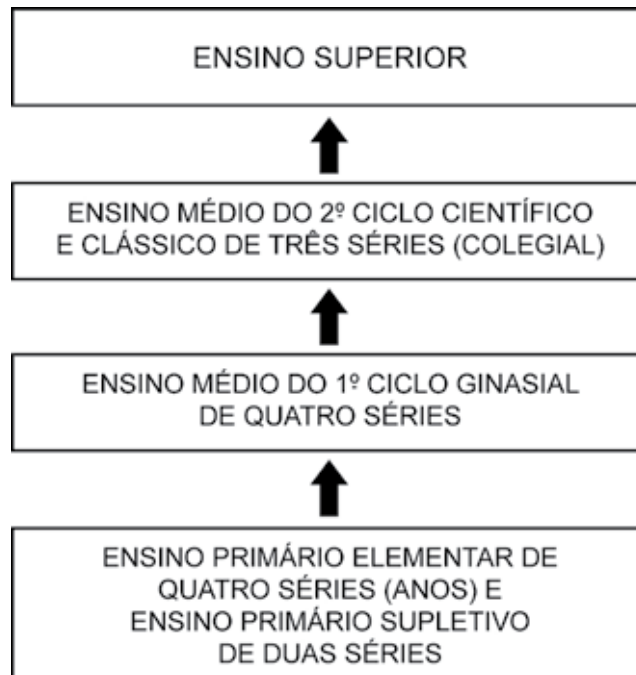 ENSINO SUPERIOR
ENSINO MÉDIO DO 2º CICLO CIENTÍFICO
E CLÁSSICO DE TRÊS SÉRIES (COLEGIAL)
ENSINO MÉDIO DO 1º CICLO GINASIAL
DE QUATRO SÉRIES
ENSINO PRIMÁRIO ELEMENTAR DE
QUATRO SÉRIES (ANOS) E
ENSINO PRIMÁRIO SUPLETIVO
DE DUAS SÉRIES